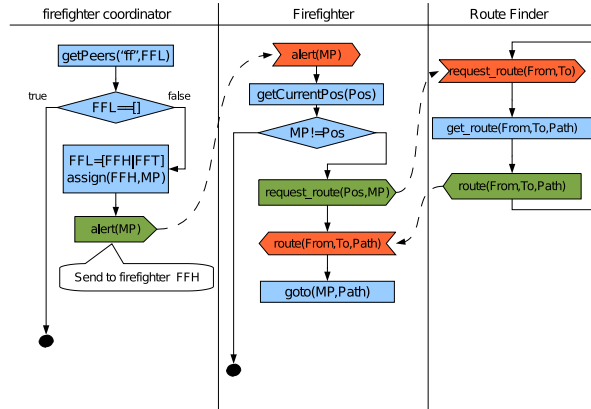 firefighter coordinator
getPeers("ff",FFL)
true
false
FFL==[]
FFL=[FFH|FFT]
assign(FFH,MP)
alert(MP)
Send to firefighter FFH
Firefighter
alert(MP)
getCurrentPos(Pos)
MP!=Pos
request_route(Pos,MP)
route(From,To,Path)
goto(MP,Path)
Route Finder
request_route(From,To)
get_route(From,To,Path)
route(From,To,Path)